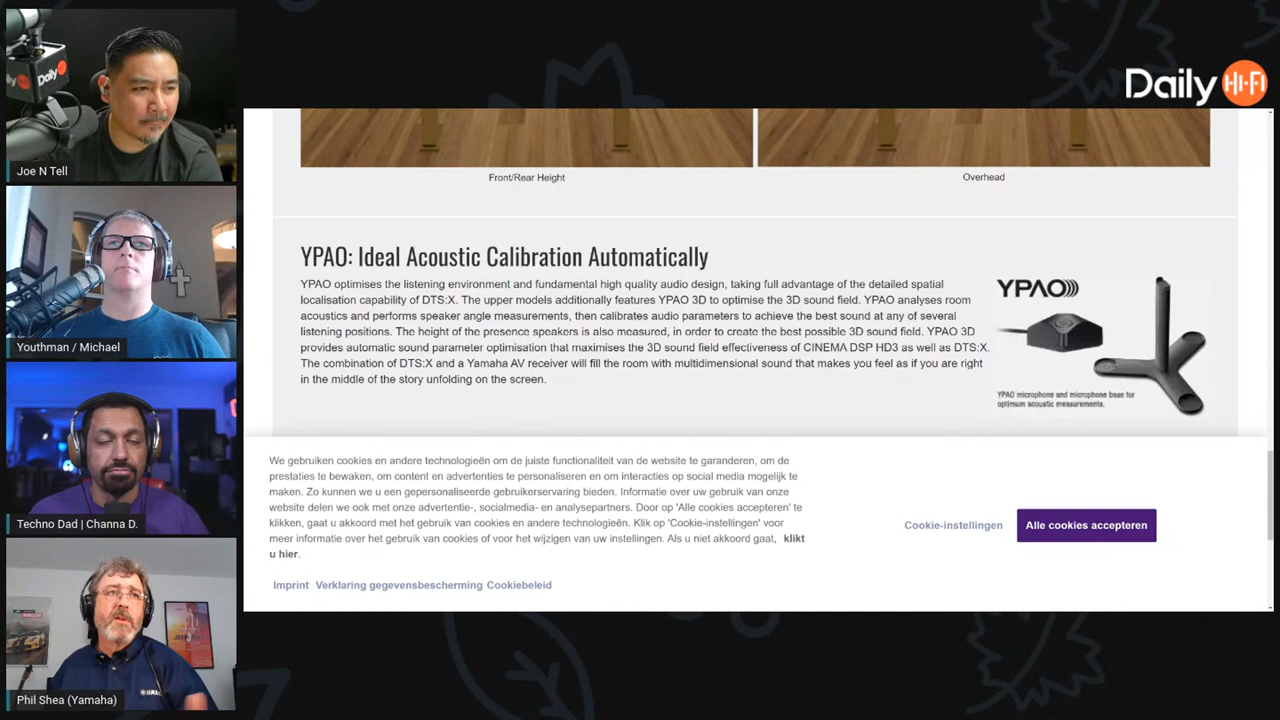 Daily HI-FI
Daily
Joe N Tell
Youthman / Michael
Techno Dad | Channa D.
YAMAHA
Phil Shea (Yamaha)
Front/Rear Height
Overhead
YPAO: Ideal Acoustic Calibration Automatically
YPAO optimises the listening environment and fundamental high quality audio design, taking full advantage of the detailed spatial
localisation capability of DTS:X. The upper models additionally features YPAO 3D to optimise the 3D sound field. YPAO analyses room
acoustics and performs speaker angle measurements, then calibrates audio parameters to achieve the best sound at any of several
listening positions. The height of the presence speakers is also measured, in order to create the best possible 3D sound field. YPAO 3D
provides automatic sound parameter optimisation that maximises the 3D sound field effectiveness of CINEMA DSP HD3 as well as DTS:X.
The combination of DTS:X and a Yamaha AV receiver will fill the room with multidimensional sound that makes you feel as if you are right
in the middle of the story unfolding on the screen.
YPAO
YPAO microphone and microphone base for
optimum acoustic measurements.
We gebruiken cookies en andere technologieën om de juiste functionaliteit van de website te garanderen, om de
prestaties te bewaken, om content en advertenties te personaliseren en om interacties op social media mogelijk te
maken. Zo kunnen we u een gepersonaliseerde gebruikerservaring bieden. Informatie over uw gebruik van onze
website delen we ook met onze advertentie-, socialmedia- en analysepartners. Door op 'Alle cookies accepteren' te
klikken, gaat u akkoord met het gebruik van cookies en andere technologieën. Klik op 'Cookie-instellingen' voor
meer informatie over het gebruik van cookies of voor het wijzigen van uw instellingen. Als u niet akkoord gaat, klikt
u hier.
Cookie-instellingen
Alle cookies accepteren
Imprint Verklaring gegevensbescherming Cookiebeleid